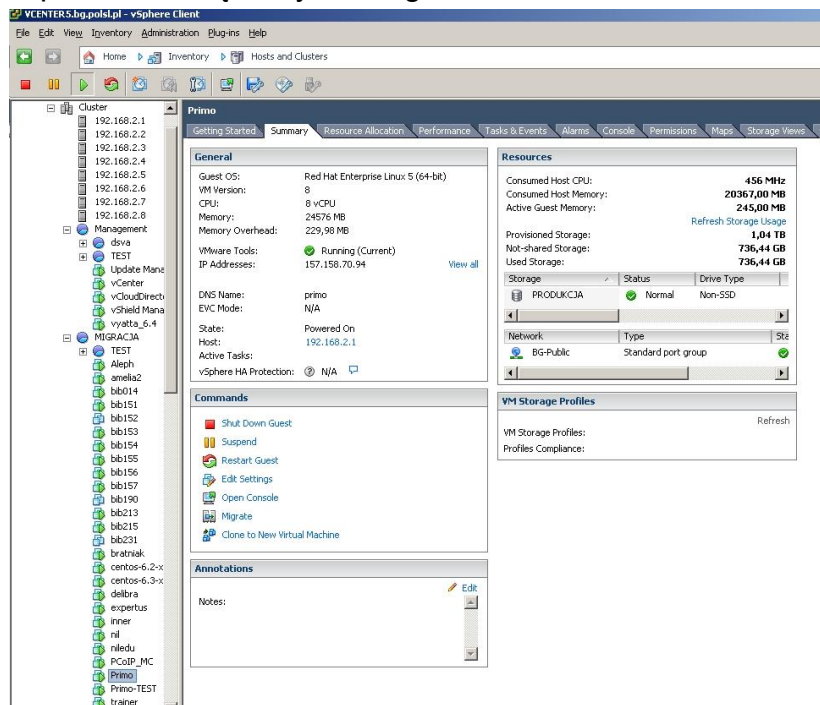 VCENTER5.bg.polsl.pl - vSphere Client
File Edit View Inventory Administration Plug-ins Help
Home Inventory Hosts and Clusters
Cluster
192.168.2.1
192.168.2.2
192.168.2.3
192.168.2.4
192.168.2.5
192.168.2.6
192.168.2.7
192.168.2.8
Management
dsva
TEST
Update Mana
vCenter
vCloudDirect
vShield Mana
vyatta_6.4
MIGRACJA
TEST
Aleph
amelia2
bib014
bib151
bib152
bib153
bib154
bib155
bib156
bib157
bib190
bib213
bib215
bib231
bratniak
centos-6.2-x
centos-6.3-x
delibra
expertus
inner
nil
niledu
PCoIP_MC
Primo
Primo-TEST
trainer
Primo
Getting Started Summary Resource Allocation Performance Tasks & Events Alarms Console Permissions Maps Storage Views
General
Guest OS: Red Hat Enterprise Linux 5 (64-bit)
VM Version: 8
CPU: 8 vCPU
Memory: 24576 MB
Memory Overhead: 229,98 MB
VMware Tools: Running (Current)
IP Addresses: 157.158.70.94 View all
DNS Name: primo
EVC Mode: N/A
State: Powered On
Host: 192.168.2.1
Active Tasks:
vSphere HA Protection: N/A
Commands
Shut Down Guest
Suspend
Restart Guest
Edit Settings
Open Console
Migrate
Clone to New Virtual Machine
Annotations
Edit
Notes:
Resources
Consumed Host CPU: 456 MHz
Consumed Host Memory: 20367,00 MB
Active Guest Memory: 245,00 MB
Refresh Storage Usage
Provisioned Storage: 1,04 TB
Not-shared Storage: 736,44 GB
Used Storage: 736,44 GB
Storage Status Drive Type
PRODUKCJA Normal Non-SSD
Network Type Sta
BG-Public Standard port group
VM Storage Profiles
Refresh
VM Storage Profiles:
Profiles Compliance: